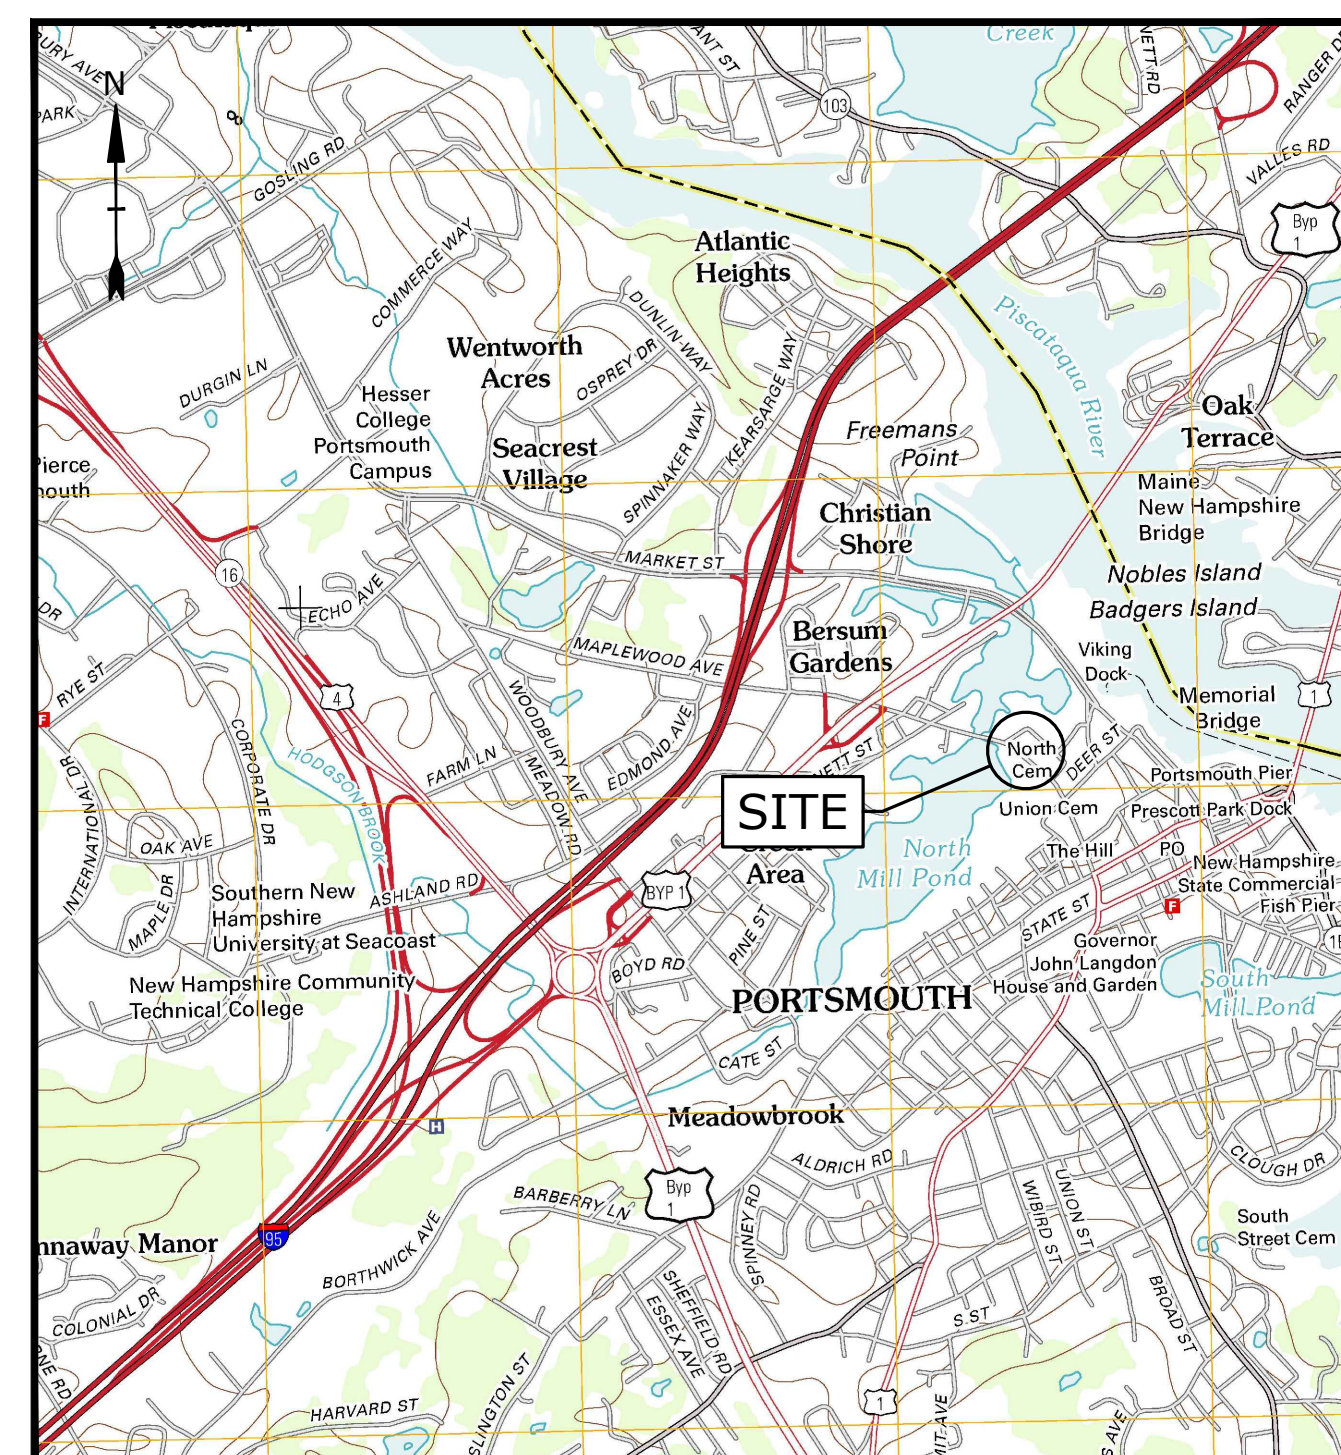 Creek
ANT ST
BURY AVE
N
PARK
103
GOSLING RD
RANGER DR
VALLES RD
Byp
1
COMMERCE WAY
Atlantic
Heights
Piscataqua River
DUNLIN WAY
Wentworth
Acres
OSPREY DR
KEARSARGE WAY
DURGIN LN
Hesser
College
Portsmouth
Campus
Oak
Terrace
Freemans
Point
Seacrest
Village
SPINNAKER WAY
Maine
New Hampshire
Bridge
Christian
Shore
MARKET ST
16
Nobles Island
ECHO AVE
Badgers Island
DR
Bersum
Gardens
MAPLEWOOD AVE
Viking
Dock
RYE ST
F
4
WOODBURY AVE
EDMOND AVE
Memorial
Bridge
1
CORPORATE DR
HODGSON BROOK
FARM LN
MEADOW RD
North
Cem
DEER ST
INTERNATIONAL DR
SITE
Portsmouth Pier
Union Cem
Prescott Park Dock
OAK AVE
Area
North
Mill Pond
The Hill
PO
New Hampshire
State Commercial
Fish Pier
MAPLE DR
Southern New
Hampshire
University at Seacoast
ASHLAND RD
BYP 1
F
STATE ST
PINE ST
Governor
John Langdon
House and Garden
New Hampshire Community
Technical College
BOYD RD
PORTSMOUTH
South
Mill Pond
CATE ST
Meadowbrook
H
ALDRICH RD
CLOUGH DR
BARBERRY LN
Byp
1
SPINNEY RD
WIBIRD ST
UNION ST
South
Street Cem
nnaway Manor
95
BORTHWICK AVE
COLONIAL DR
SHEFFIELD RD
ESSEX AVE
S ST
BROAD ST
HARVARD ST
1